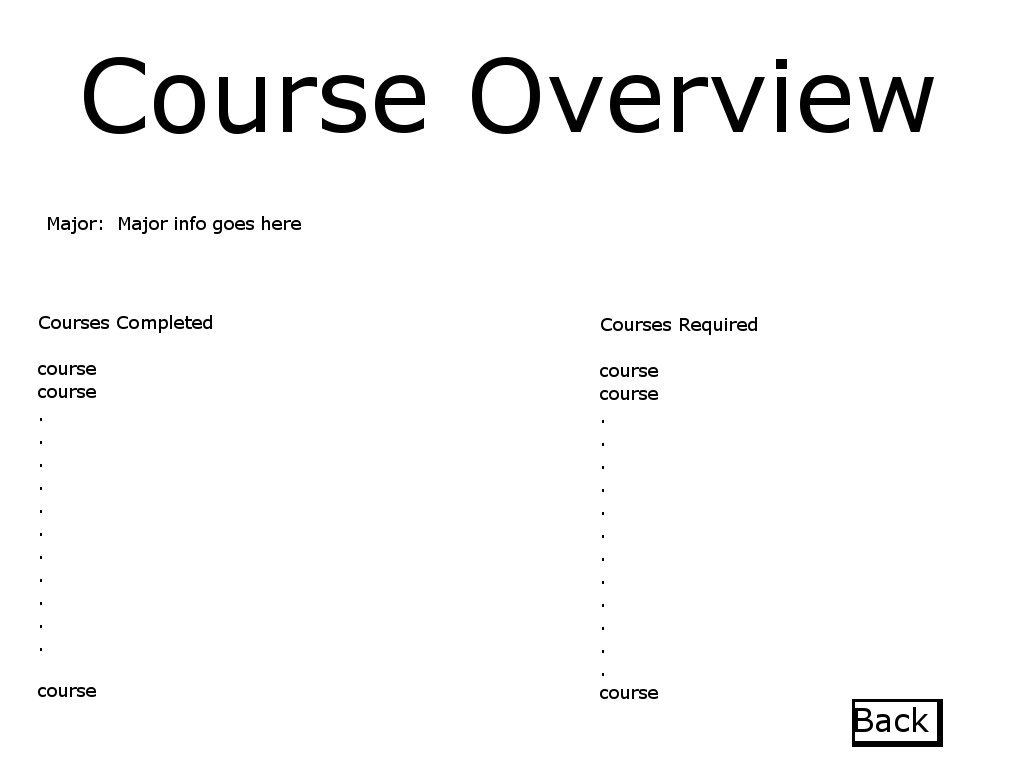 Course Overview
Major:  Major info goes here
Courses Completed
course
course
.
.
.
.
.
.
.
.
.
.
.
course
Courses Required
course
course
.
.
.
.
.
.
.
.
.
.
.
.
course
Back